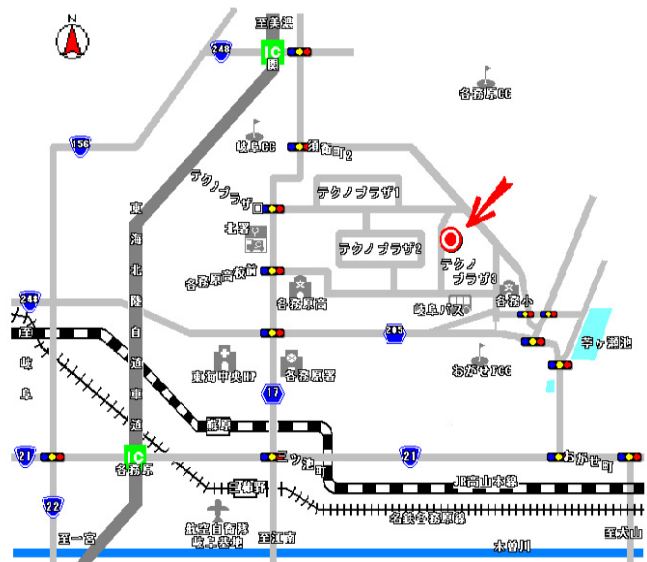 至美濃
248
IC
関
各務原CC
156
岐阜CC
須衛町2
テクノプラザ口
テクノプラザ1
東海北陸自動車道
北署
テクノプラザ2
各務原高校前
テクノ
プラザ3
各務原高
岐阜バス
各務小
至岐阜
205
苧ヶ瀬池
東海中央HP
各務原署
おがせTCC
17
蘇原
21
IC
各務原
三ツ池町
21
おがせ町
22
JR高山本線
航空自衛隊
岐阜基地
名鉄各務原線
至一宮
至江南
至犬山
木曽川